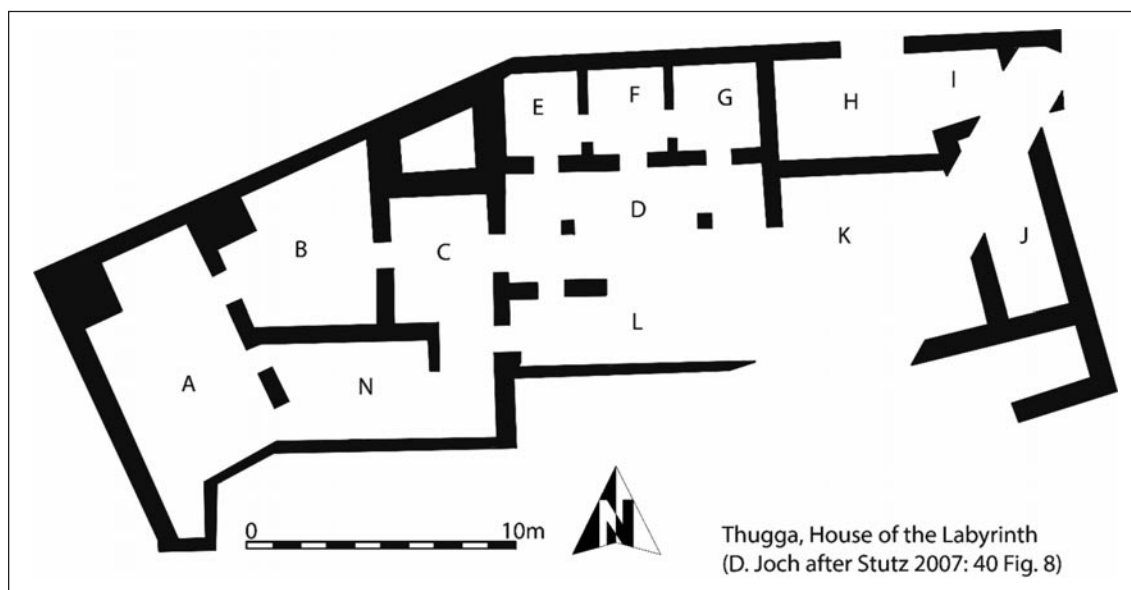 E
F
G
H
I
B
C
D
K
J
A
N
L
0
10m
N
Thugga, House of the Labyrinth
(D. Joch after Stutz 2007: 40 Fig. 8)